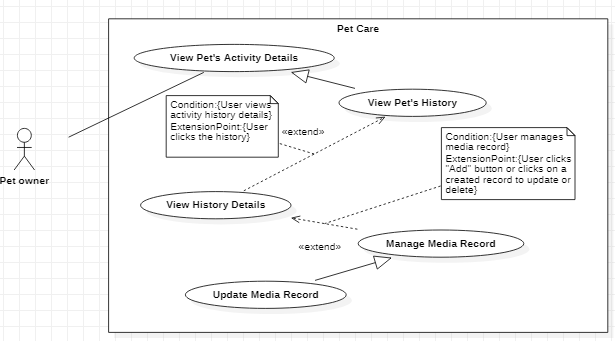 Pet Care
View Pet's Activity Details
View Pet's History
Condition:{User views
activity history details}
ExtensionPoint:{User
clicks the history}
«extend»
Condition:{User manages
media record}
ExtensionPoint:{User clicks
"Add" button or clicks on a
created record to update or
delete}
Pet owner
View History Details
«extend»
Manage Media Record
Update Media Record